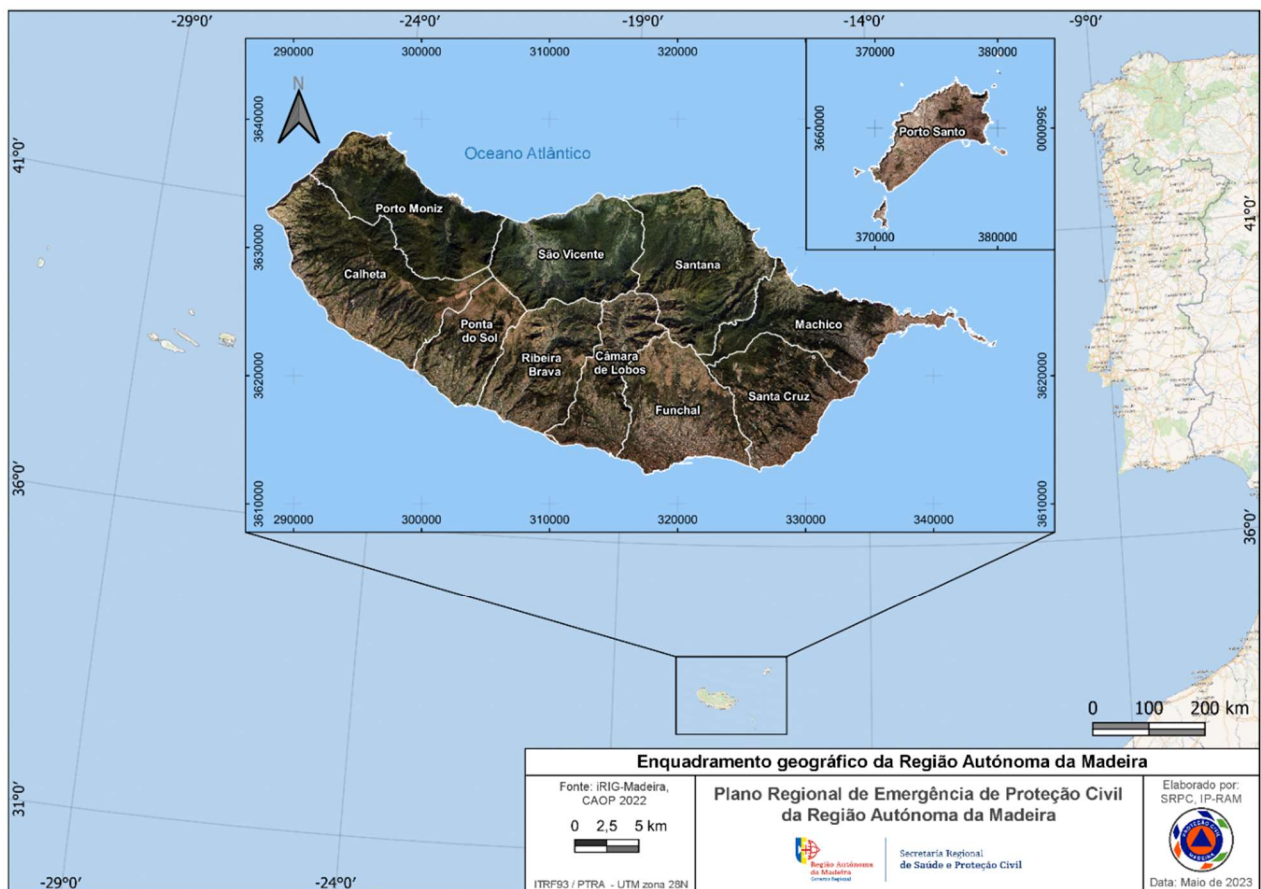 -29°0' -24°0' -19°0' -14°0' -9°0'
290000 300000 310000 320000
370000 380000
N
3640000
41°0'
Oceano Atlântico
3660000
Porto Santo
3660000
Porto Moniz
41°0'
370000 380000
São Vicente
3630000
Santana
Calheta
Machico
Ponta
do Sol
Ribeira
Brava
Câmara
de Lobos
3620000
3620000
Santa Cruz
Funchal
36°0'
3610000
3610000
290000 300000 310000 320000 330000 340000
36°0'
0 100 200 km
31°0'
Enquadramento geográfico da Região Autónoma da Madeira
Fonte: iRIG-Madeira,
CAOP 2022
0 2,5 5 km
ITRF93 / PTRA - UTM zona 28N
Plano Regional de Emergência de Proteção Civil
da Região Autónoma da Madeira
Região Autónoma
da Madeira
Governo Regional
Secretaria Regional
de Saúde e Proteção Civil
Elaborado por:
SRPC, IP-RAM
PROTEÇÃO CIVIL
MADEIRA
Data: Maio de 2023
-29°0' -24°0'